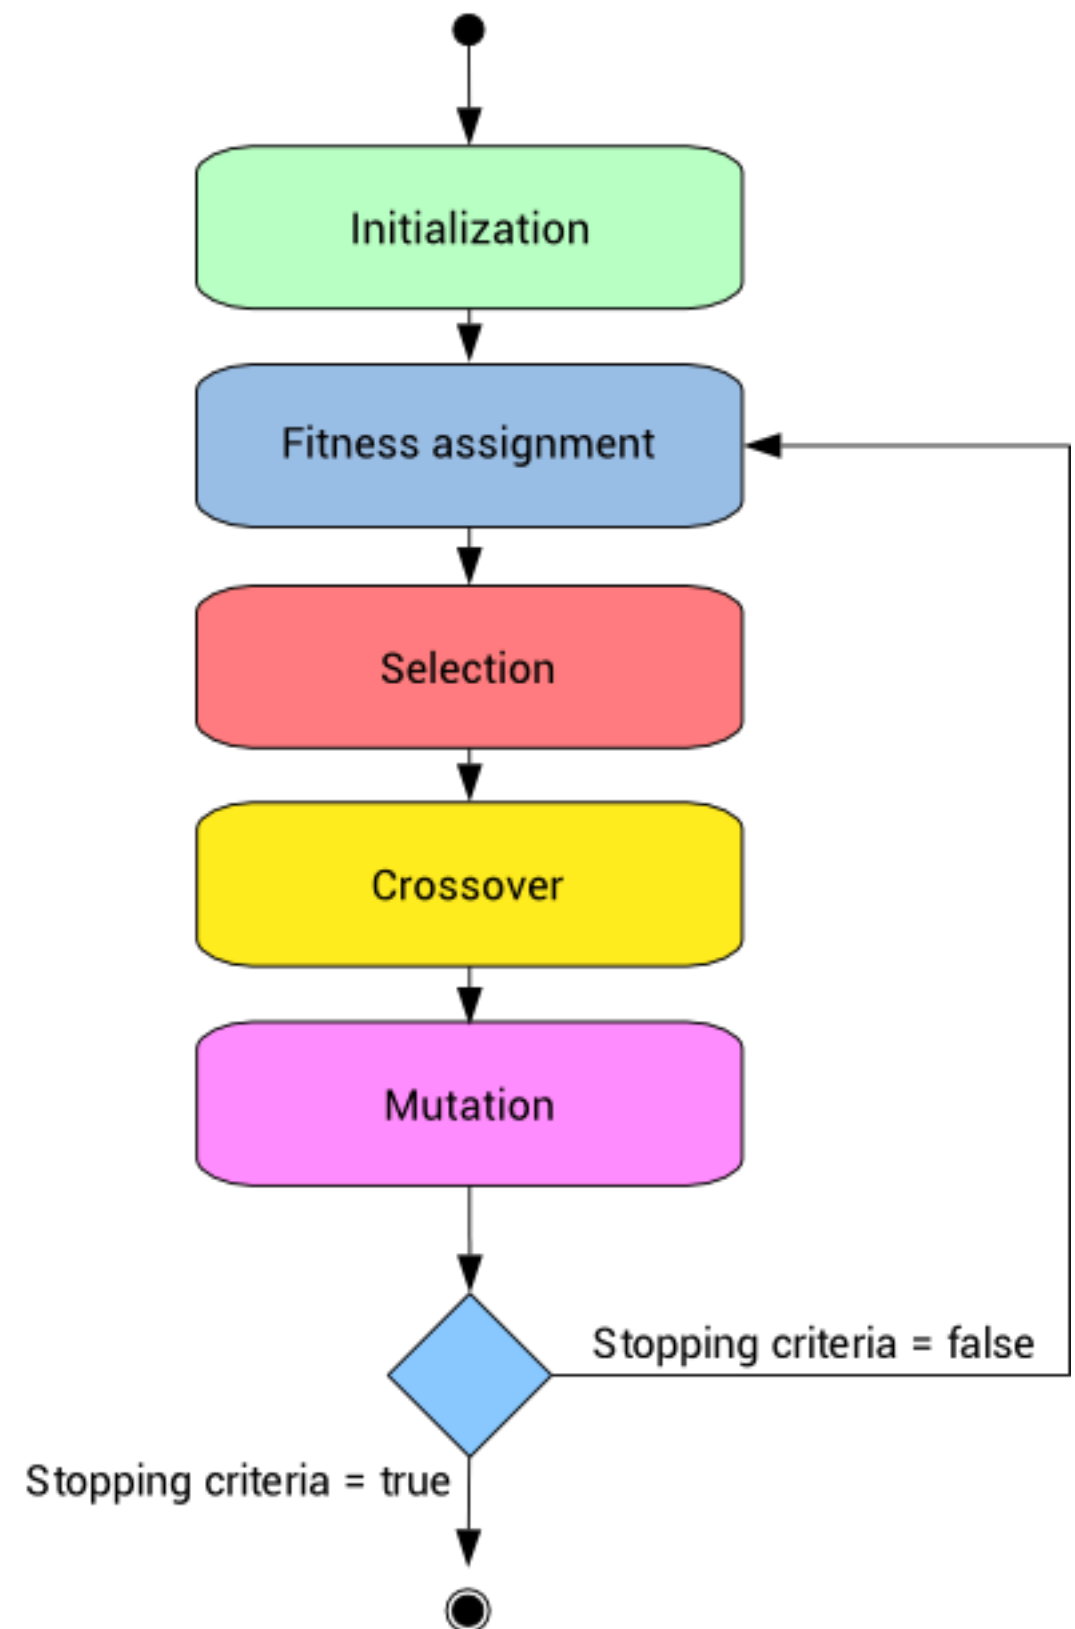 Initialization
Fitness assignment
Selection
Crossover
Mutation
Stopping criteria = false
Stopping criteria = true